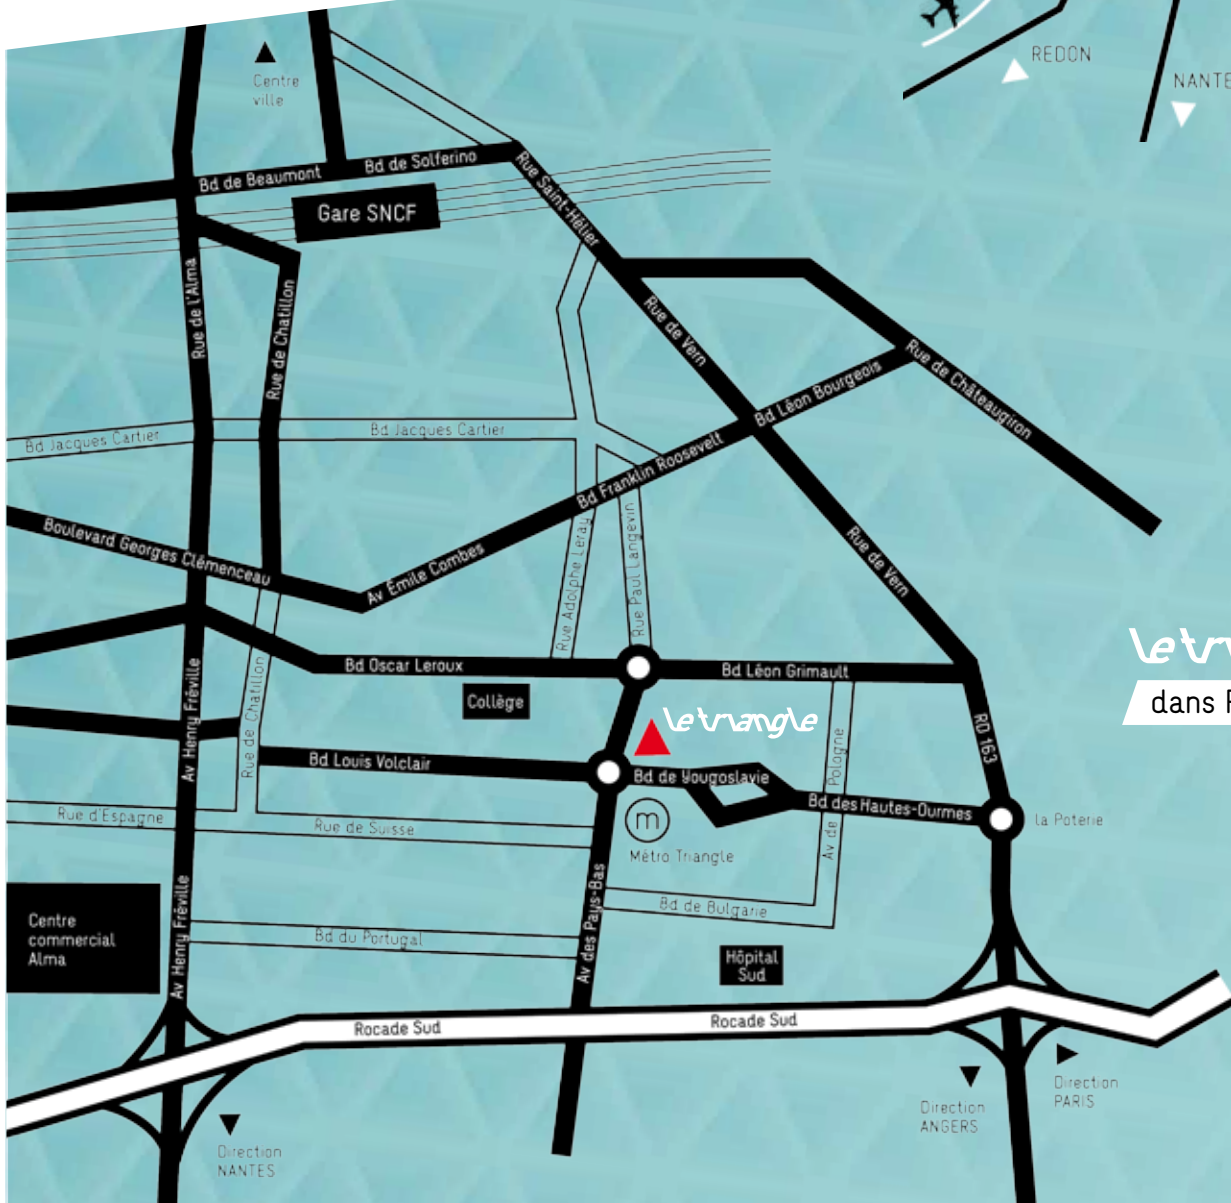 REDON
NANTE
Centre
ville
Bd de Beaumont
Bd de Solferino
Gare SNCF
Rue Saint-Hélier
Rue de l'Alma
Rue de Chatillon
Rue de Vern
Bd Léon Bourgeois
Rue de Châteaugiron
Bd Jacques Cartier
Bd Jacques Cartier
Bd Franklin Roosevelt
Boulevard Georges Clémenceau
Av Émile Combes
Rue Adolphe Leray
Rue Paul Langevin
Rue de Vern
Bd Oscar Leroux
Bd Léon Grimault
Collège
le triangle
le tr
dans R
Av Henry Fréville
Rue de Chatillon
RD 163
Bd Louis Volclair
Bd de Yougoslavie
Av de Pologne
Bd des Hautes-Ourmes
la Poterie
m
Métro Triangle
Rue d'Espagne
Rue de Suisse
Centre
commercial
Alma
Av Henry Fréville
Av des Pays-Bas
Bd de Bulgarie
Bd du Portugal
Hôpital
Sud
Rocade Sud
Rocade Sud
Direction
PARIS
Direction
ANGERS
Direction
NANTES